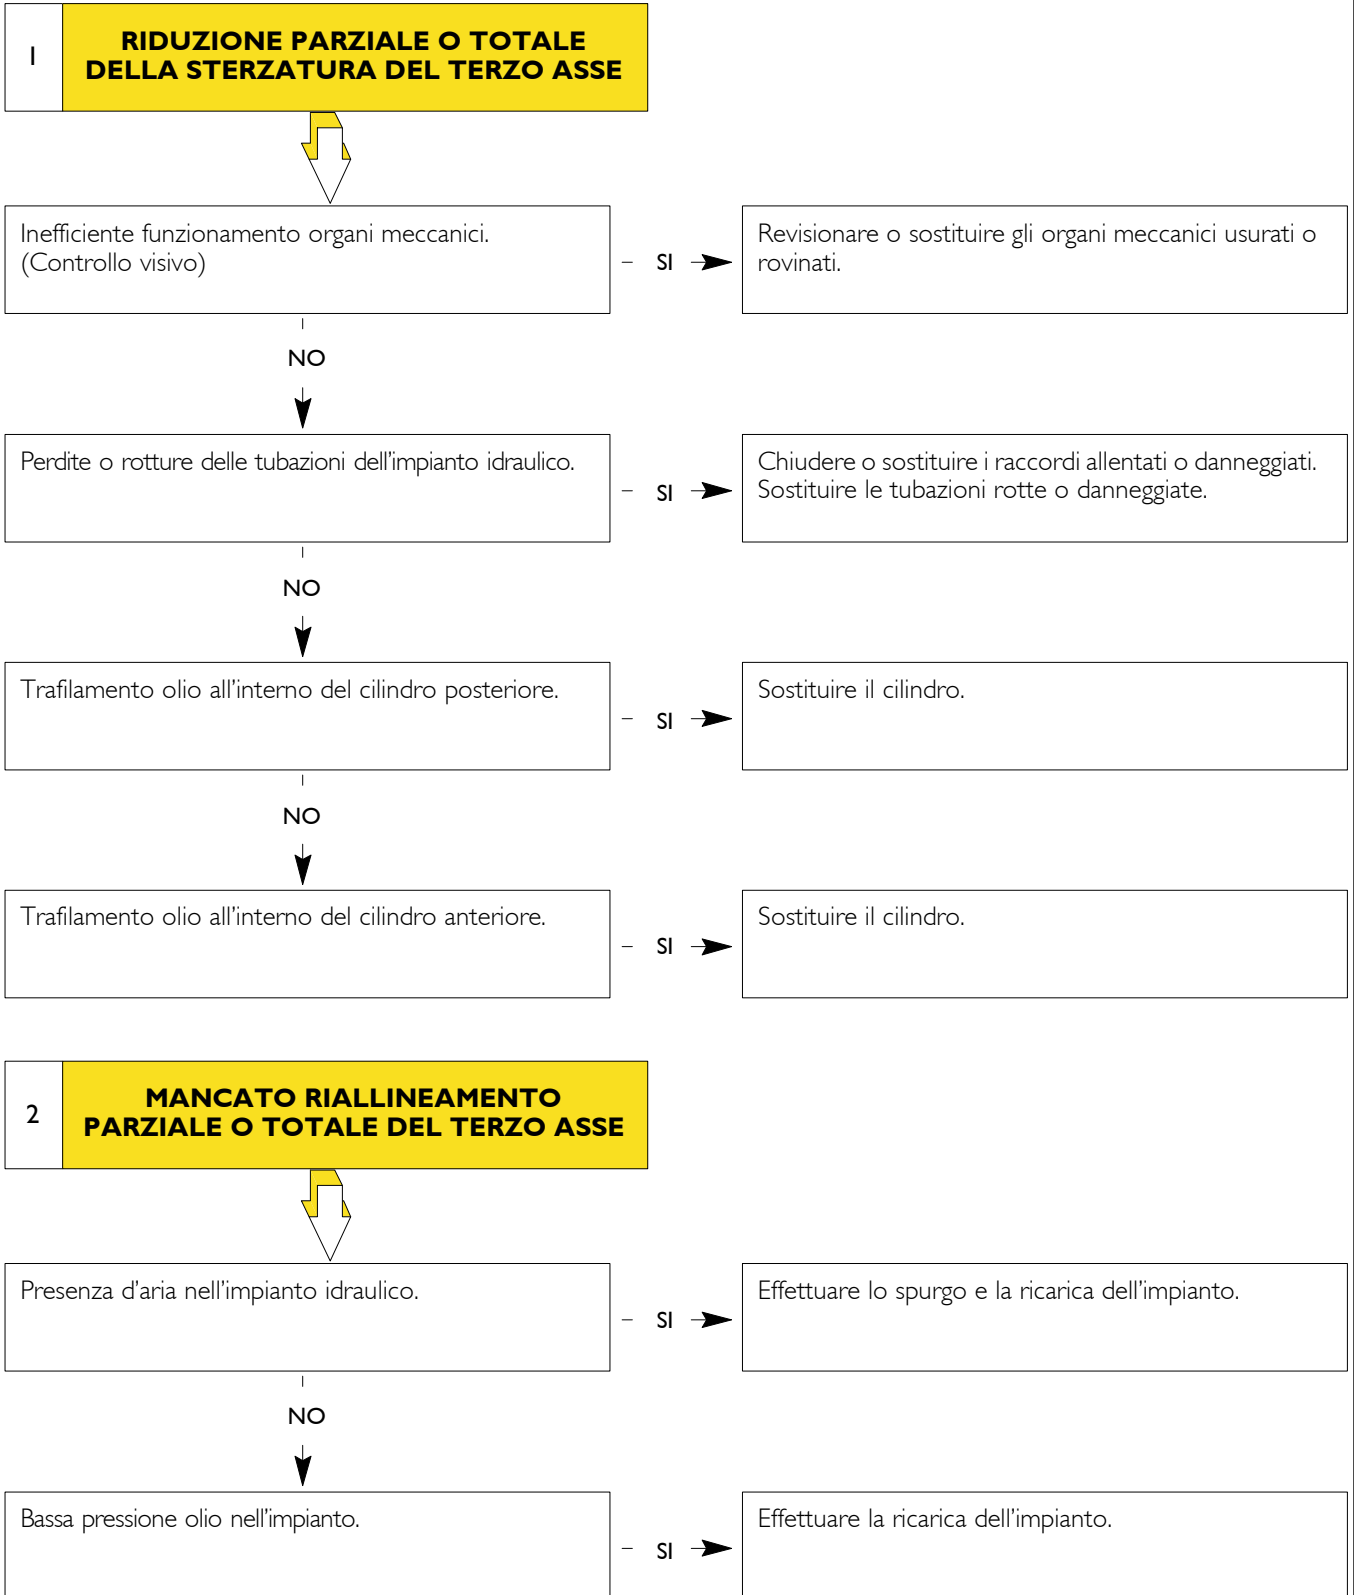 1
RIDUZIONE PARZIALE O TOTALE
DELLA STERZATURA DEL TERZO ASSE
Inefficiente funzionamento organi meccanici.
(Controllo visivo)
SI
Revisionare o sostituire gli organi meccanici usurati o
rovinati.
NO
Perdite o rotture delle tubazioni dell'impianto idraulico.
SI
Chiudere o sostituire i raccordi allentati o danneggiati.
Sostituire le tubazioni rotte o danneggiate.
NO
Trafilamento olio all'interno del cilindro posteriore.
SI
Sostituire il cilindro.
NO
Trafilamento olio all'interno del cilindro anteriore.
SI
Sostituire il cilindro.
2
MANCATO RIALLINEAMENTO
PARZIALE O TOTALE DEL TERZO ASSE
Presenza d'aria nell'impianto idraulico.
SI
Effettuare lo spurgo e la ricarica dell'impianto.
NO
Bassa pressione olio nell'impianto.
SI
Effettuare la ricarica dell'impianto.